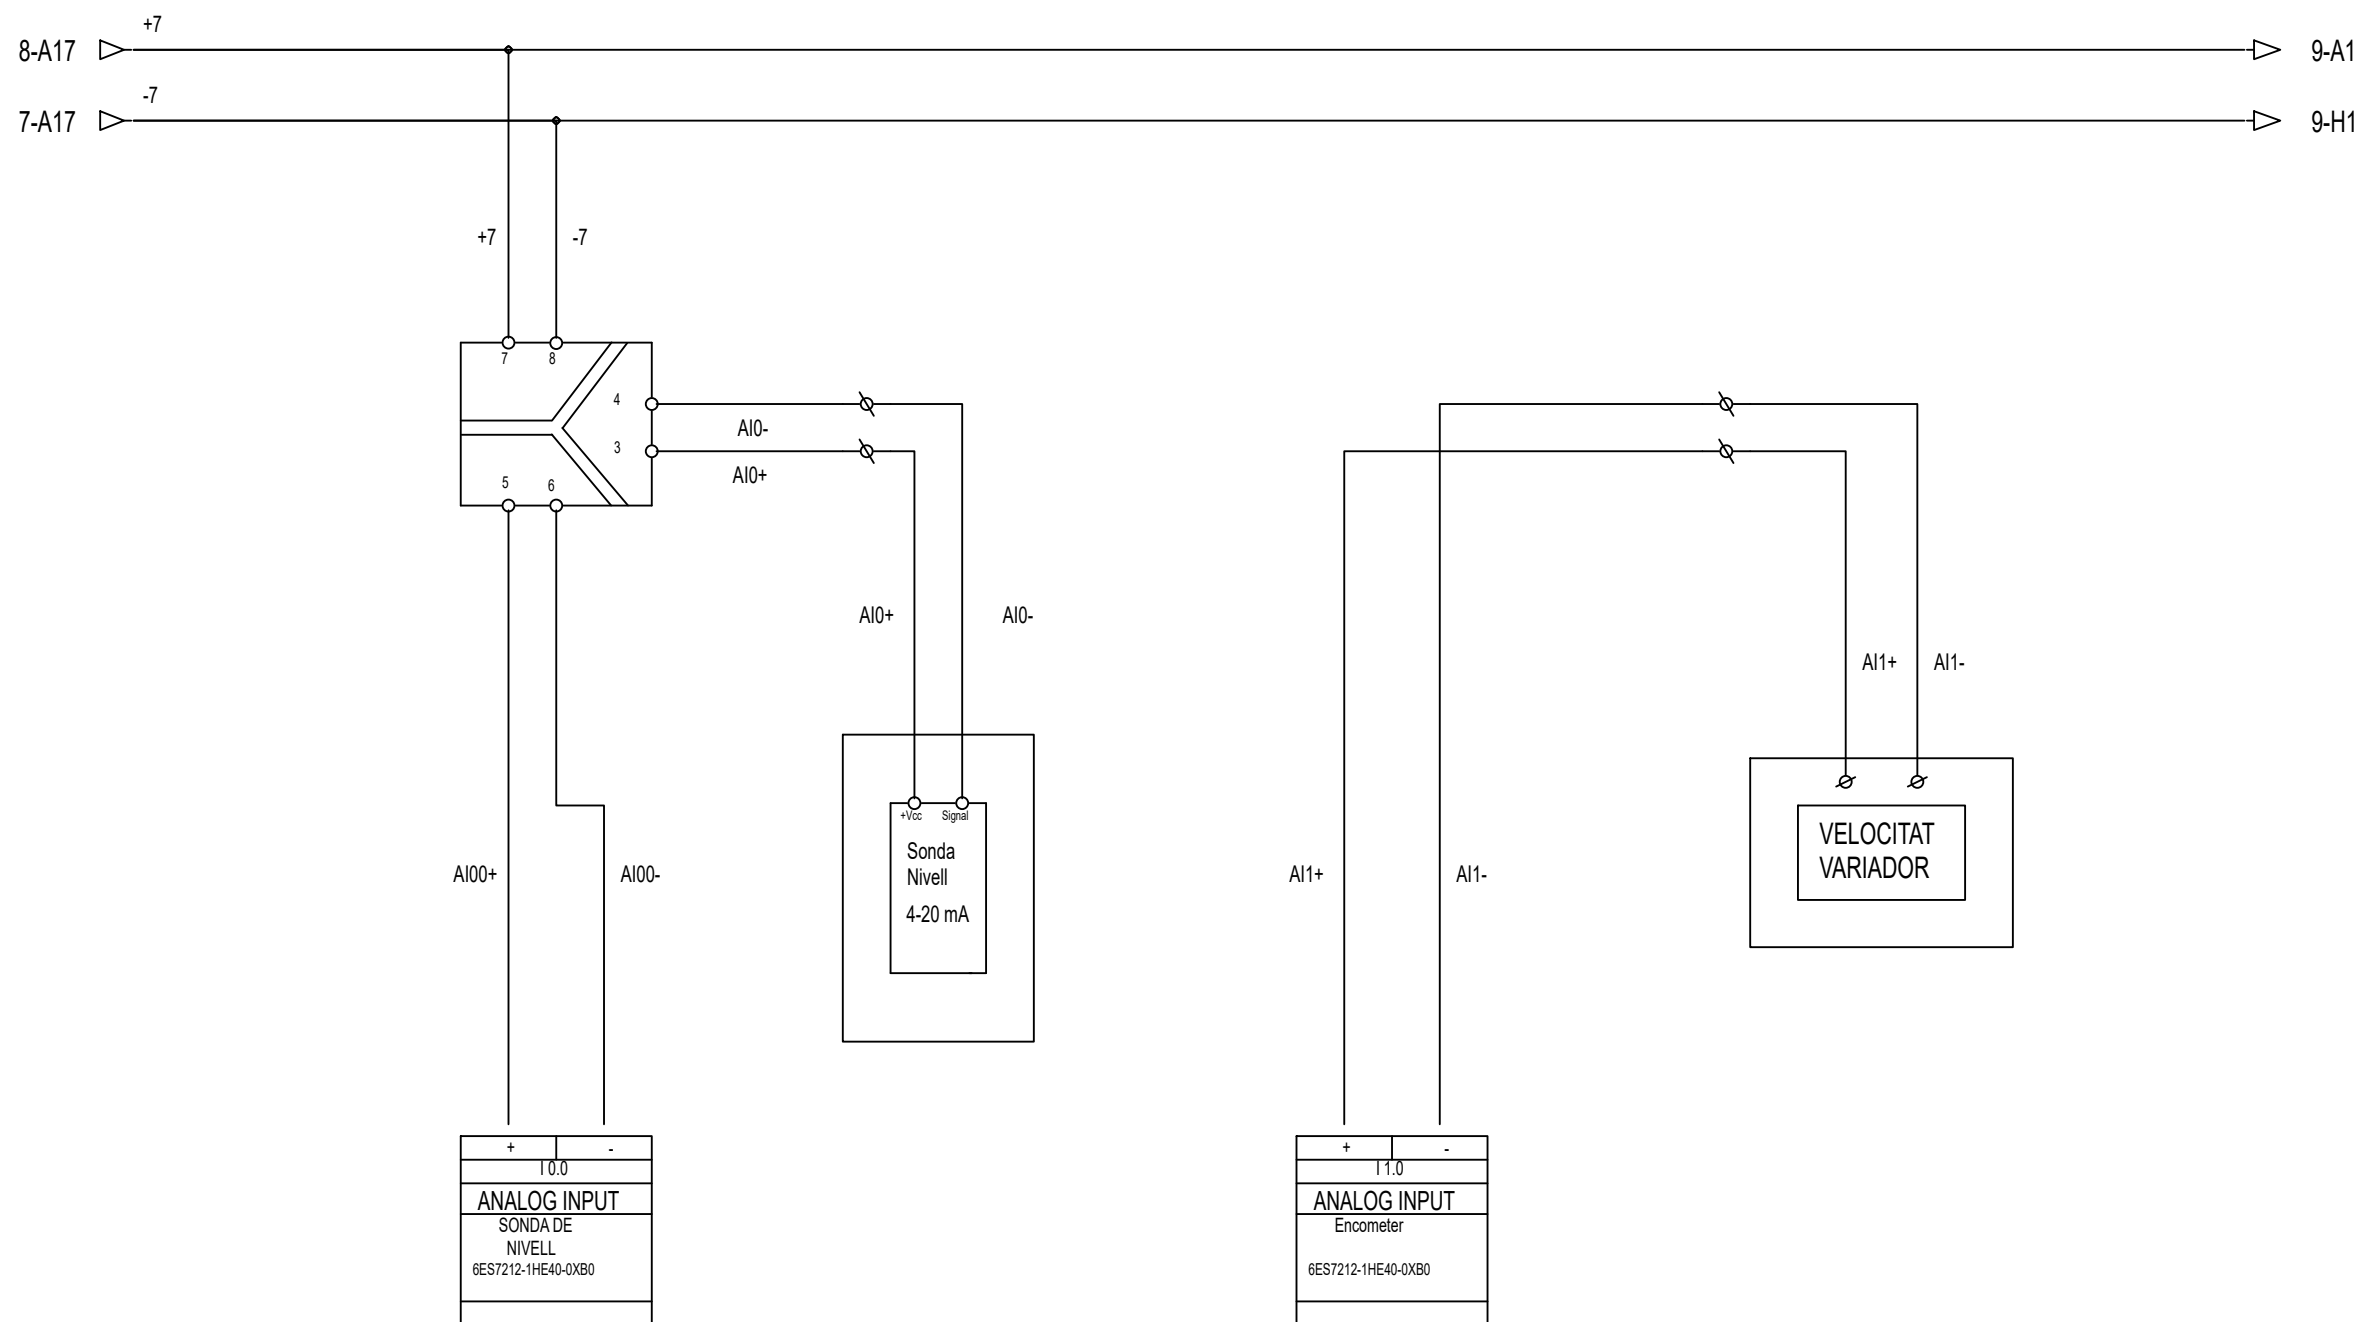 +7
8-A17
9-A1
-7
7-A17
9-H1
+7
-7
7
8
4
AI0-
3
AI0+
5
6
AI0+
AI0-
AI1+
AI1-
+Vcc
Signal
Sonda
Nivell
4-20 mA
VELOCITAT
VARIADOR
AI00+
AI00-
AI1+
AI1-
+
-
I 0.0
ANALOG INPUT
SONDA DE
NIVELL
6ES7212-1HE40-0XB0
+
-
I 1.0
ANALOG INPUT
Encometer
6ES7212-1HE40-0XB0